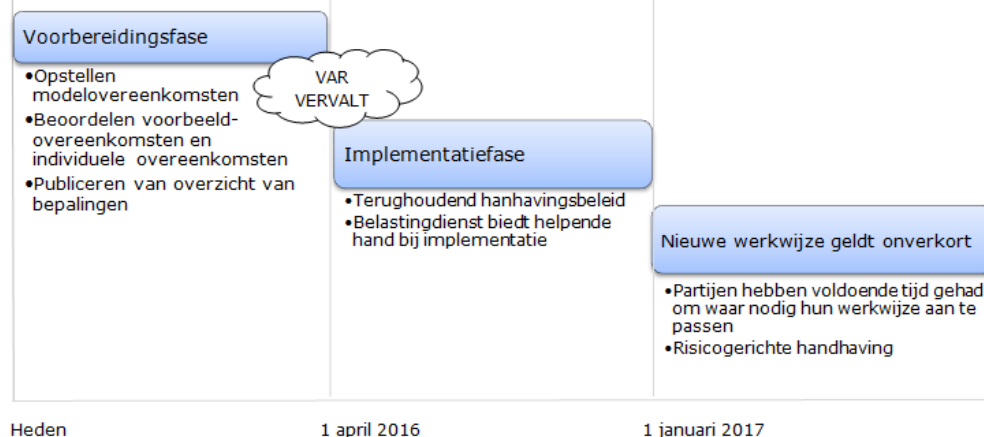 Voorbereidingsfase
•Opstellen
modelovereenkomsten
•Beoordelen voorbeeld-
overeenkomsten en
individuele overeenkomsten
•Publiceren van overzicht van
bepalingen
VAR
VERVALT
Implementatiefase
•Terughoudend hanhavingsbeleid
•Belastingdienst biedt helpende
hand bij implementatie
Nieuwe werkwijze geldt onverkort
•Partijen hebben voldoende tijd gehad
om waar nodig hun werkwijze aan te
passen
•Risicogerichte handhaving
Heden
1 april 2016
1 januari 2017